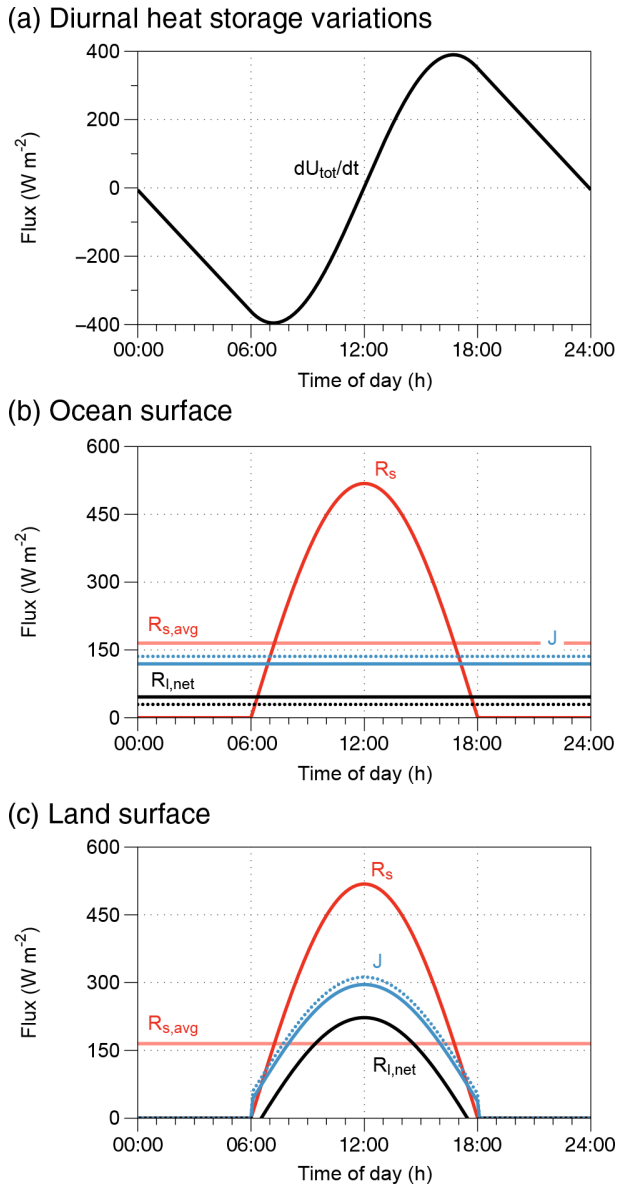 (a) Diurnal heat storage variations
400
200
0
−200
−400
Flux (W m-2)
dUtot/dt
00:00 06:00 12:00 18:00 24:00
Time of day (h)
(b) Ocean surface
600
450
300
150
0
Flux (W m-2)
Rs
Rs,avg
J
Rl,net
00:00 06:00 12:00 18:00 24:00
Time of day (h)
(c) Land surface
600
450
300
150
0
Flux (W m-2)
Rs
J
Rs,avg
Rl,net
00:00 06:00 12:00 18:00 24:00
Time of day (h)